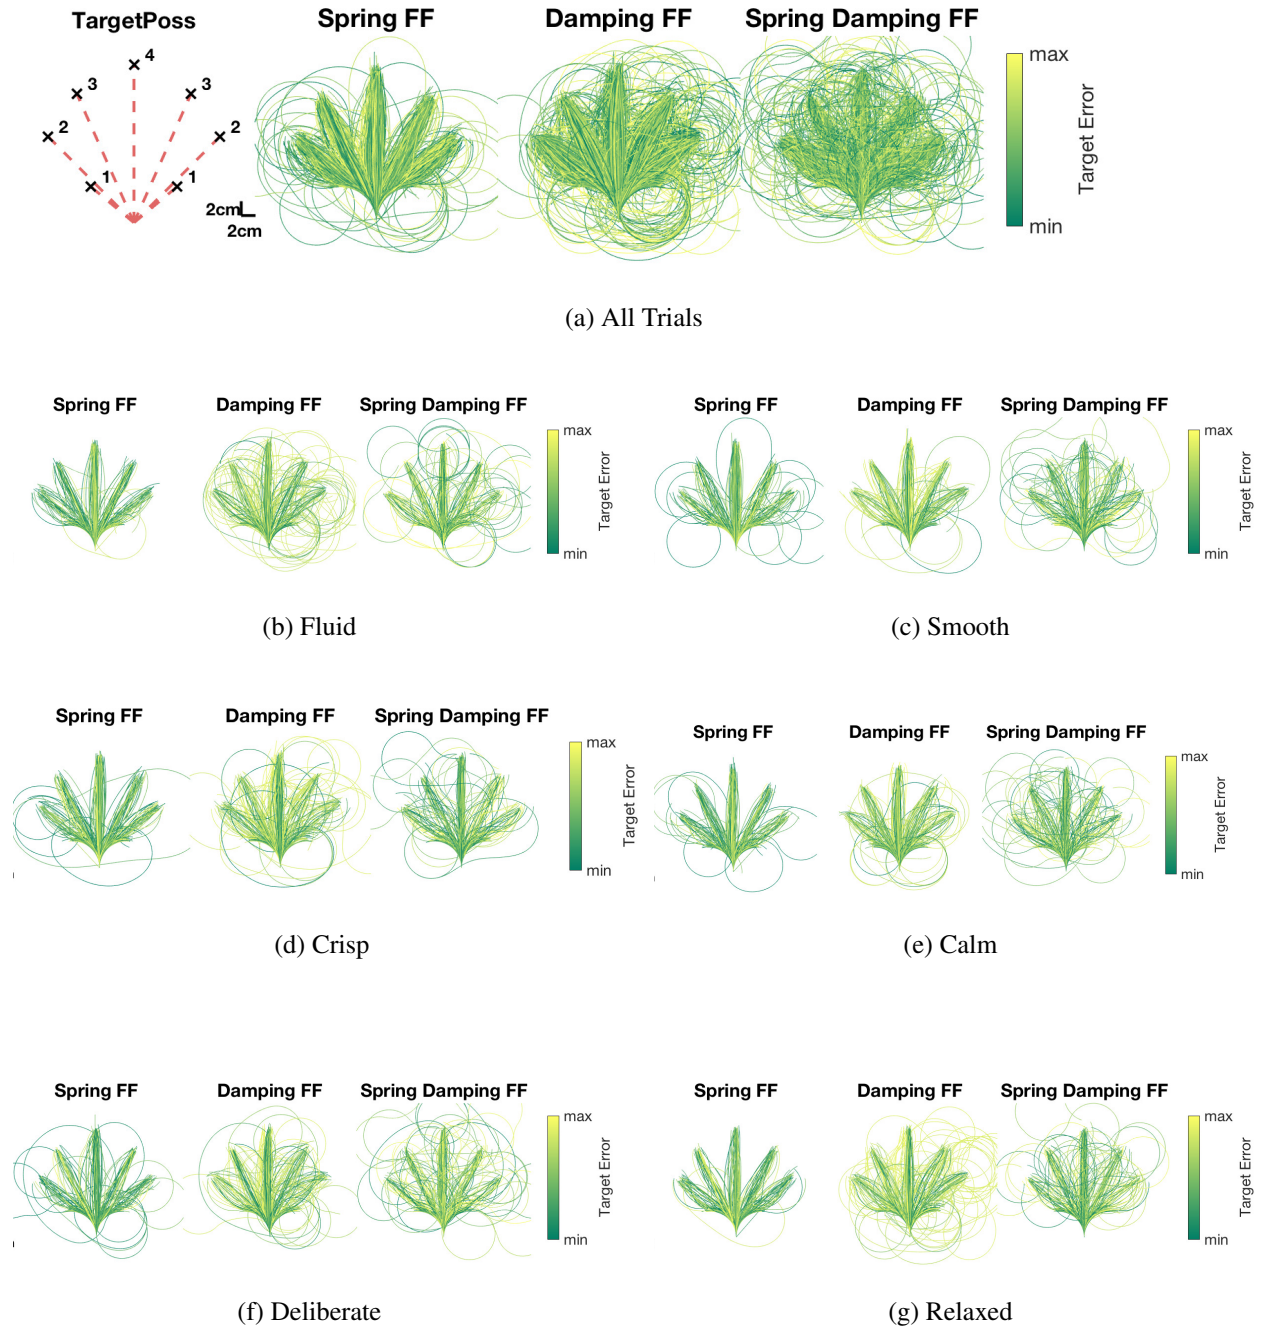 TargetPoss
Spring FF
Damping FF
Spring Damping FF
4
3
3
2
2
1
1
2cm
2cm
max
Target Error
min
(a) All Trials
Spring FF
Damping FF
Spring Damping FF
max
Target Error
min
(b) Fluid
Spring FF
Damping FF
Spring Damping FF
max
Target Error
min
(c) Smooth
Spring FF
Damping FF
Spring Damping FF
max
Target Error
min
(d) Crisp
Spring FF
Damping FF
Spring Damping FF
max
Target Error
min
(e) Calm
Spring FF
Damping FF
Spring Damping FF
max
Target Error
min
(f) Deliberate
Spring FF
Damping FF
Spring Damping FF
max
Target Error
min
(g) Relaxed